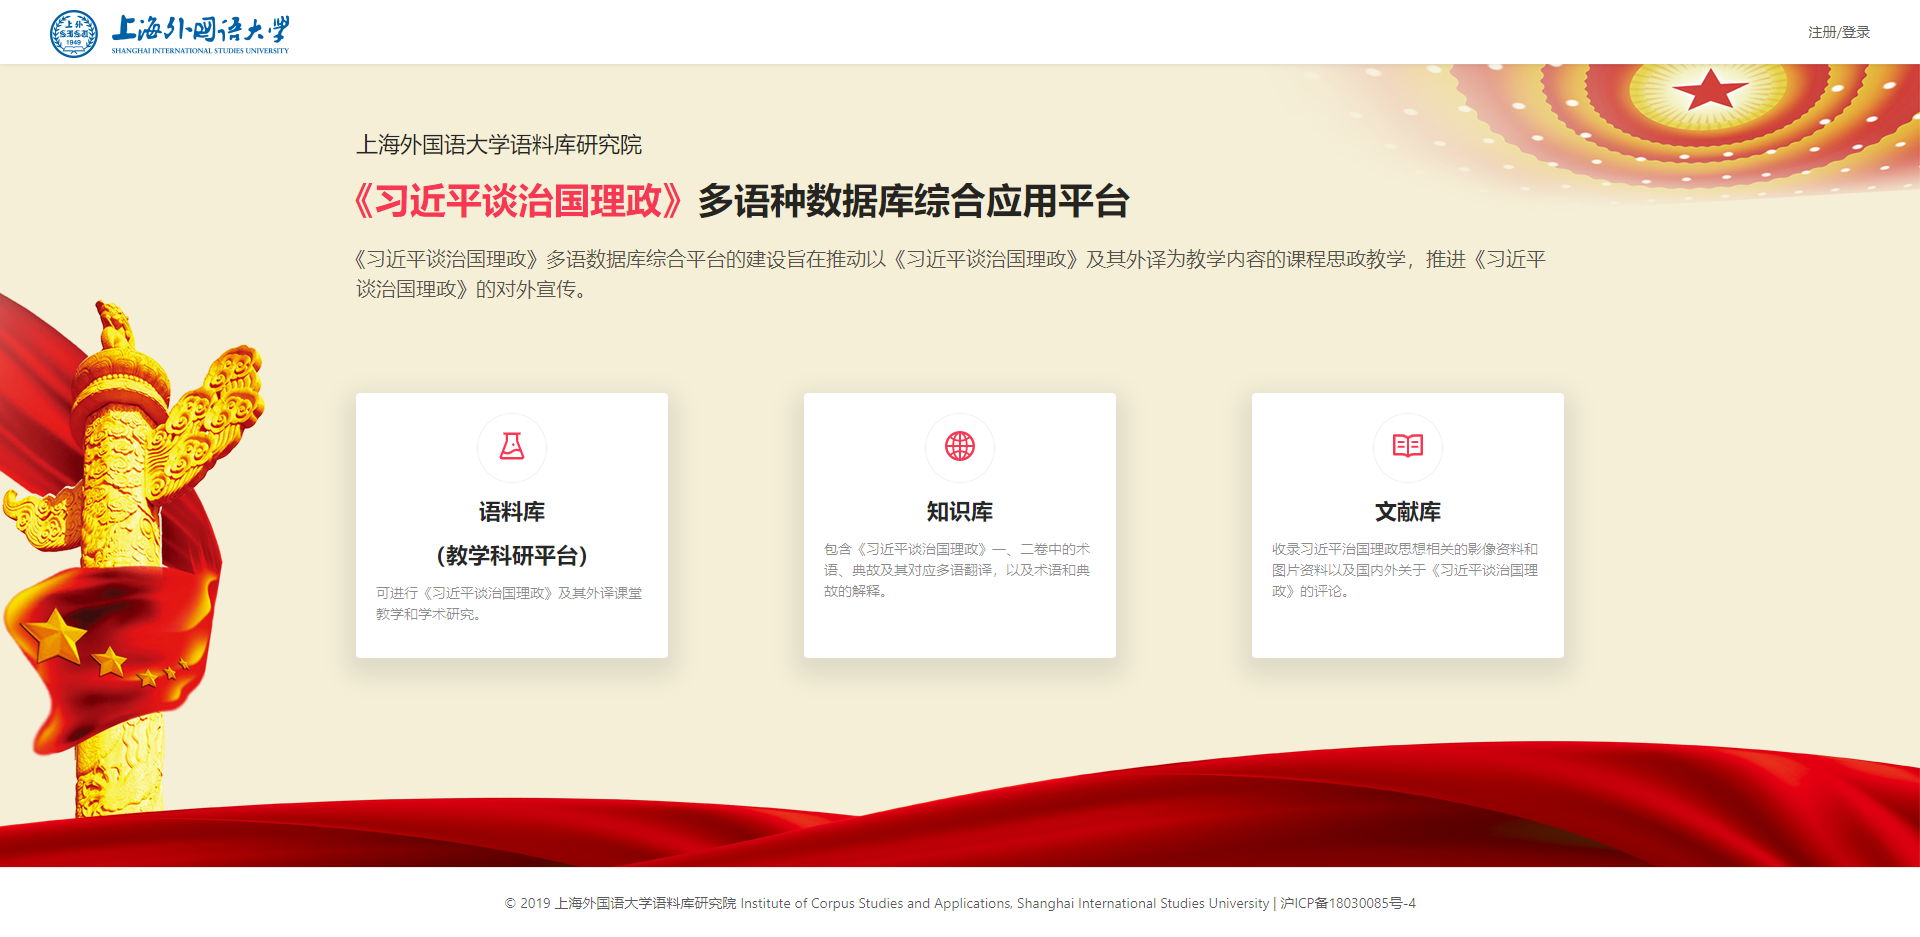 上外
SISU
1949
上海外国语大学
SHANGHAI INTERNATIONAL STUDIES UNIVERSITY
注册/登录
上海外国语大学语料库研究院
《习近平谈治国理政》多语种数据库综合应用平台
《习近平谈治国理政》多语数据库综合平台的建设旨在推动以《习近平谈治国理政》及其外译为教学内容的课程思政教学，推进《习近平
谈治国理政》的对外宣传。
语料库
（教学科研平台）
可进行《习近平谈治国理政》及其外译课堂
教学和学术研究。
知识库
包含《习近平谈治国理政》一、二卷中的术
语、典故及其对应多语翻译，以及术语和典
故的解释。
文献库
收录习近平治国理政思想相关的影像资料和
图片资料以及国内外关于《习近平谈治国理
政》的评论。
© 2019 上海外国语大学语料库研究院 Institute of Corpus Studies and Applications, Shanghai International Studies University | 沪ICP备18030085号-4